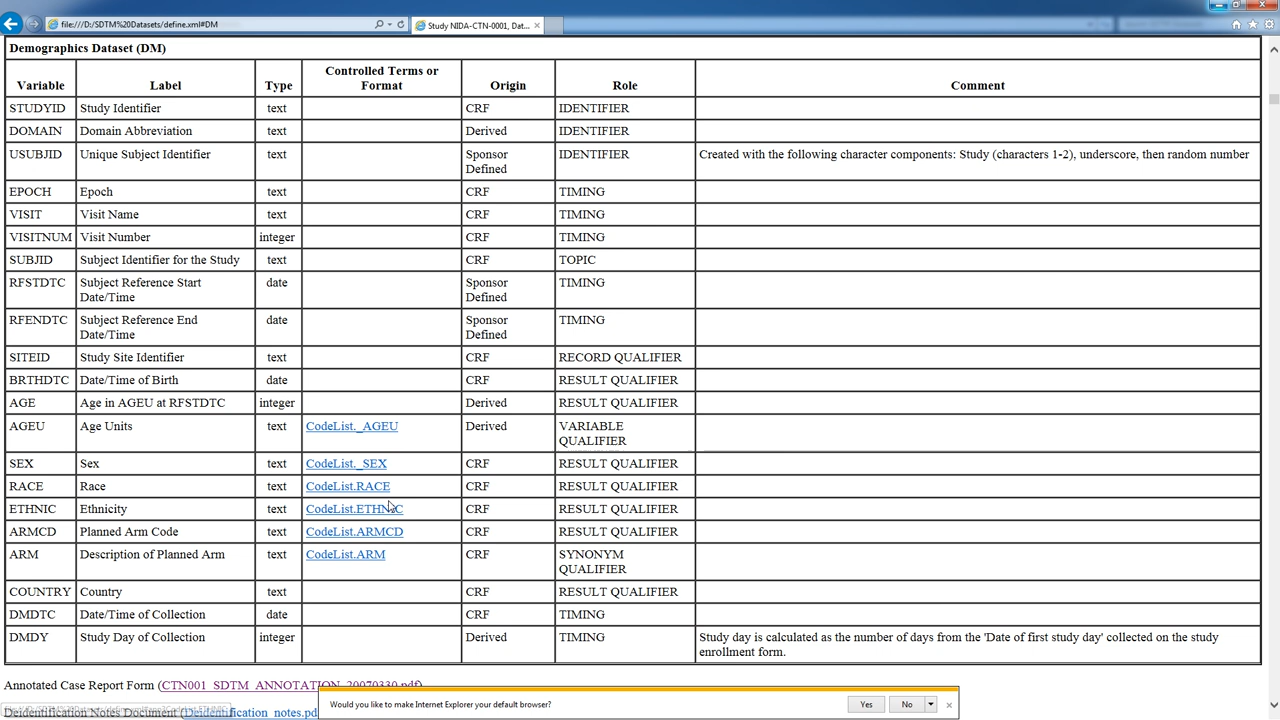 file:///D:/SDTM%20Datasets/define.xml#DM
Study NIDA-CTN-0001, Dat...
Demographics Dataset (DM)
Variable Label Type Controlled Terms or Format Origin Role Comment
STUDYID Study Identifier text CRF IDENTIFIER
DOMAIN Domain Abbreviation text Derived IDENTIFIER
USUBJID Unique Subject Identifier text Sponsor Defined IDENTIFIER Created with the following character components: Study (characters 1-2), underscore, then random number
EPOCH Epoch text CRF TIMING
VISIT Visit Name text CRF TIMING
VISITNUM Visit Number integer CRF TIMING
SUBJID Subject Identifier for the Study text CRF TOPIC
RFSTDTC Subject Reference Start Date/Time date Sponsor Defined TIMING
RFENDTC Subject Reference End Date/Time date Sponsor Defined TIMING
SITEID Study Site Identifier text CRF RECORD QUALIFIER
BRTHDTC Date/Time of Birth date CRF RESULT QUALIFIER
AGE Age in AGEU at RFSTDTC integer Derived RESULT QUALIFIER
AGEU Age Units text CodeList._AGEU Derived VARIABLE QUALIFIER
SEX Sex text CodeList._SEX CRF RESULT QUALIFIER
RACE Race text CodeList.RACE CRF RESULT QUALIFIER
ETHNIC Ethnicity text CodeList.ETHNIC CRF RESULT QUALIFIER
ARMCD Planned Arm Code text CodeList.ARMCD CRF RESULT QUALIFIER
ARM Description of Planned Arm text CodeList.ARM CRF SYNONYM QUALIFIER
COUNTRY Country text CRF RESULT QUALIFIER
DMDTC Date/Time of Collection date CRF TIMING
DMDY Study Day of Collection integer Derived TIMING Study day is calculated as the number of days from the 'Date of first study day' collected on the study enrollment form.
Annotated Case Report Form (CTN001_SDTM_ANNOTATION_20070330.pdf)
Deidentification Notes Document (Deidentification_notes.pd
Would you like to make Internet Explorer your default browser? Yes No